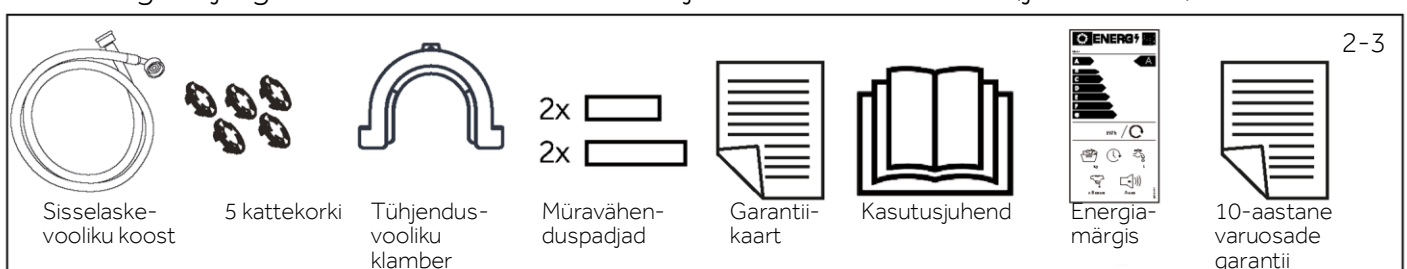 2-3
ENERG
A
A
2x
2x
Sisselaske-
vooliku koost
5 kattekorki
Tühjendus-
vooliku
klamber
Müravähen-
duspadjad
Garantii-
kaart
Kasutusjuhend
Energia-
märgis
10-aastane
varuosade
garantii